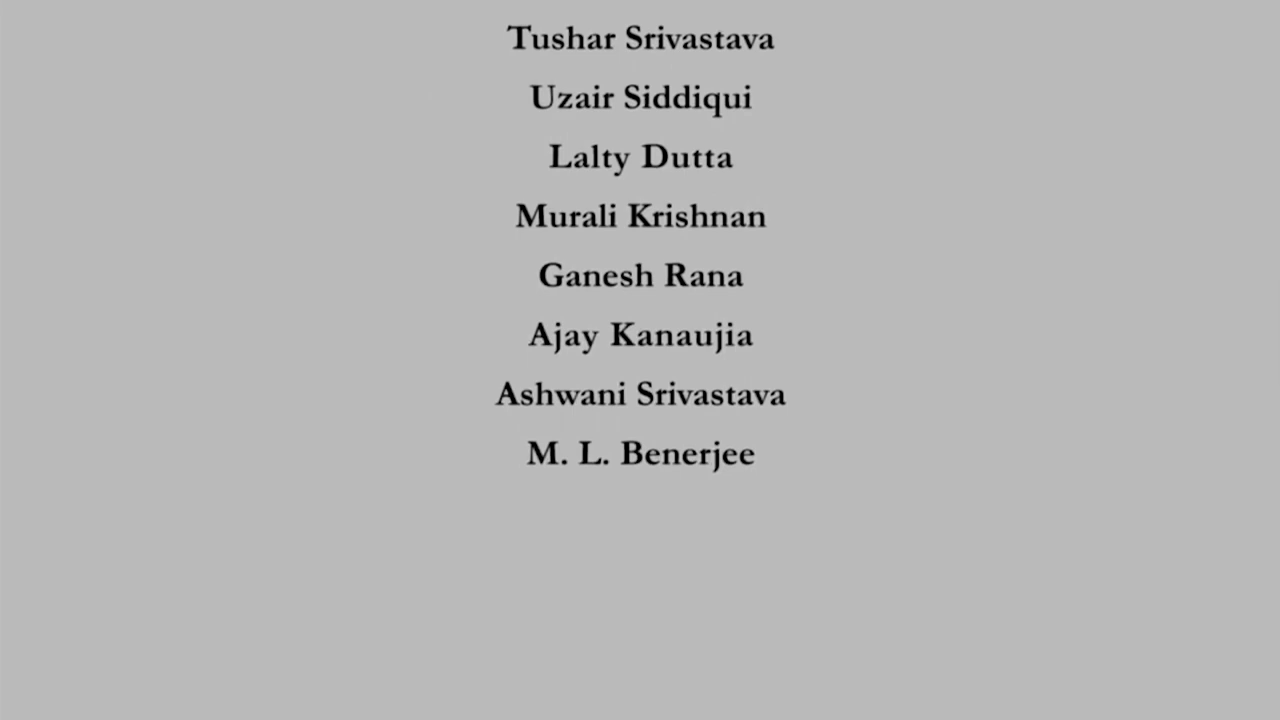 Tushar Srivastava
Uzair Siddiqui
Lalty Dutta
Murali Krishnan
Ganesh Rana
Ajay Kanaujia
Ashwani Srivastava
M. L. Benerjee